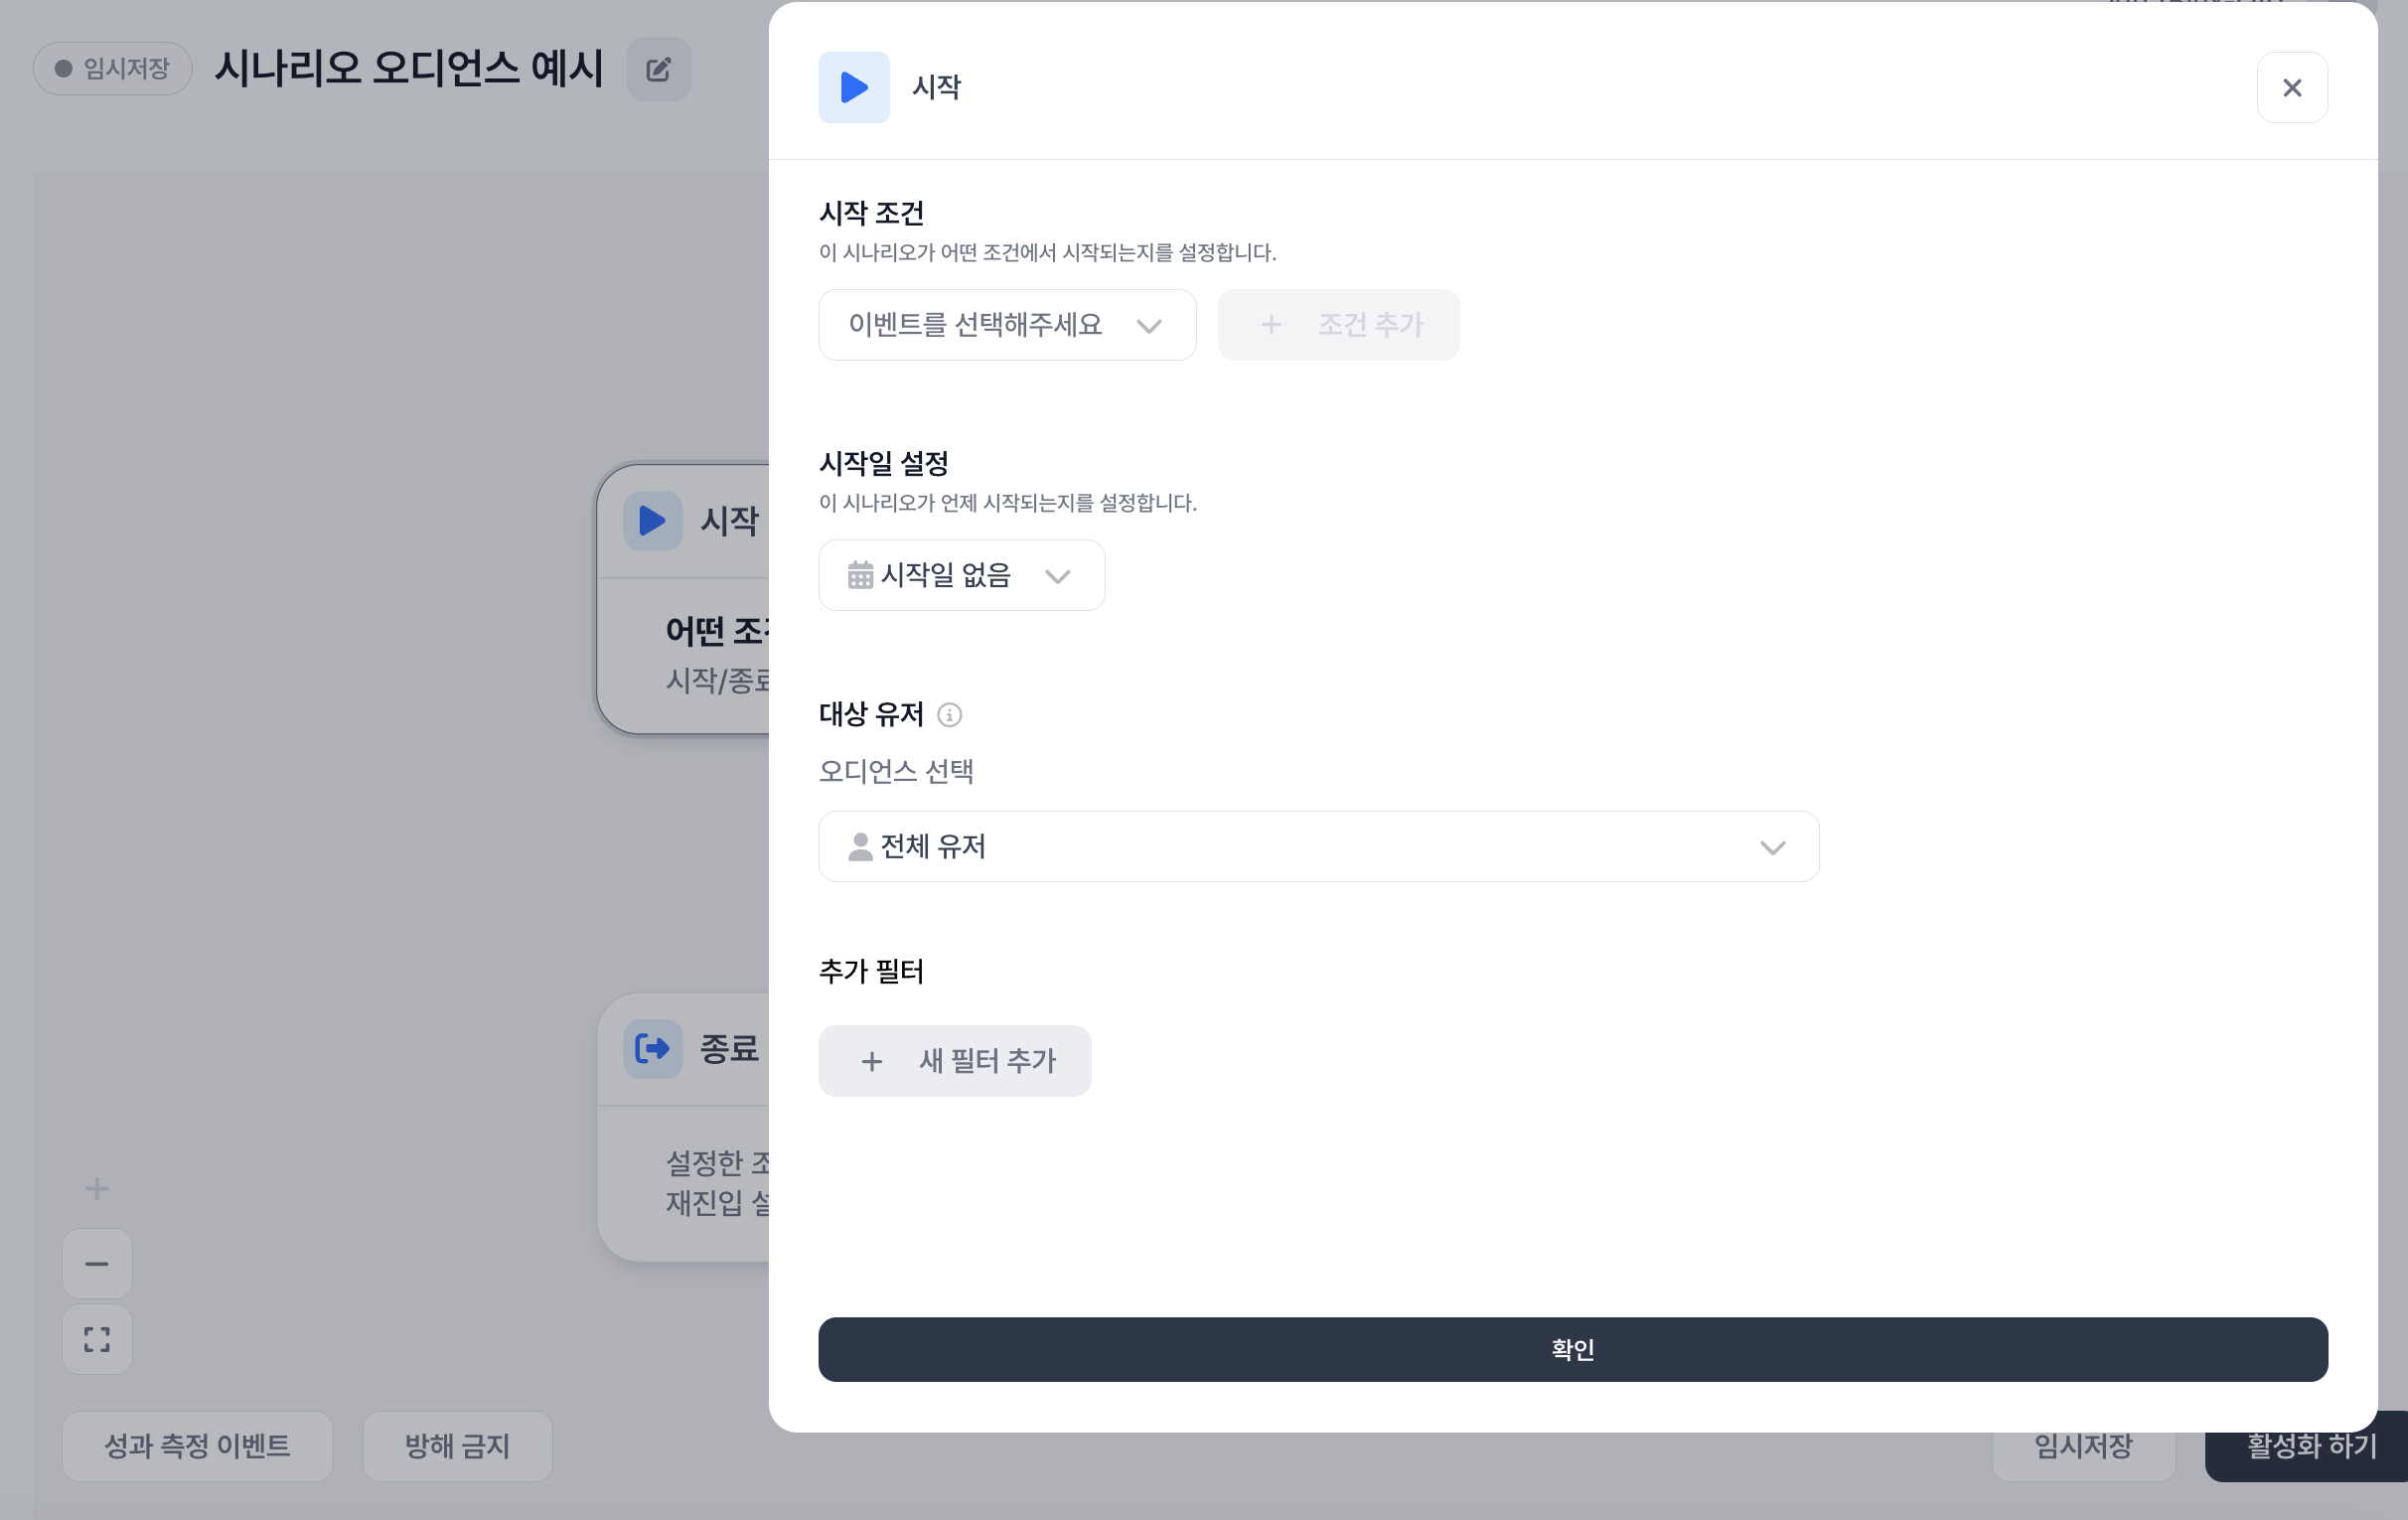 임시저장
시나리오 오디언스 예시
시작
시작 조건
이 시나리오가 어떤 조건에서 시작되는지를 설정합니다.
이벤트를 선택해주세요
+ 조건 추가
시작일 설정
이 시나리오가 언제 시작되는지를 설정합니다.
시작일 없음
대상 유저
오디언스 선택
전체 유저
추가 필터
+ 새 필터 추가
확인
시작
어떤
시작/종료
종료
설정한
재진입
성과 측정 이벤트
방해 금지
임시저장
활성화 하기